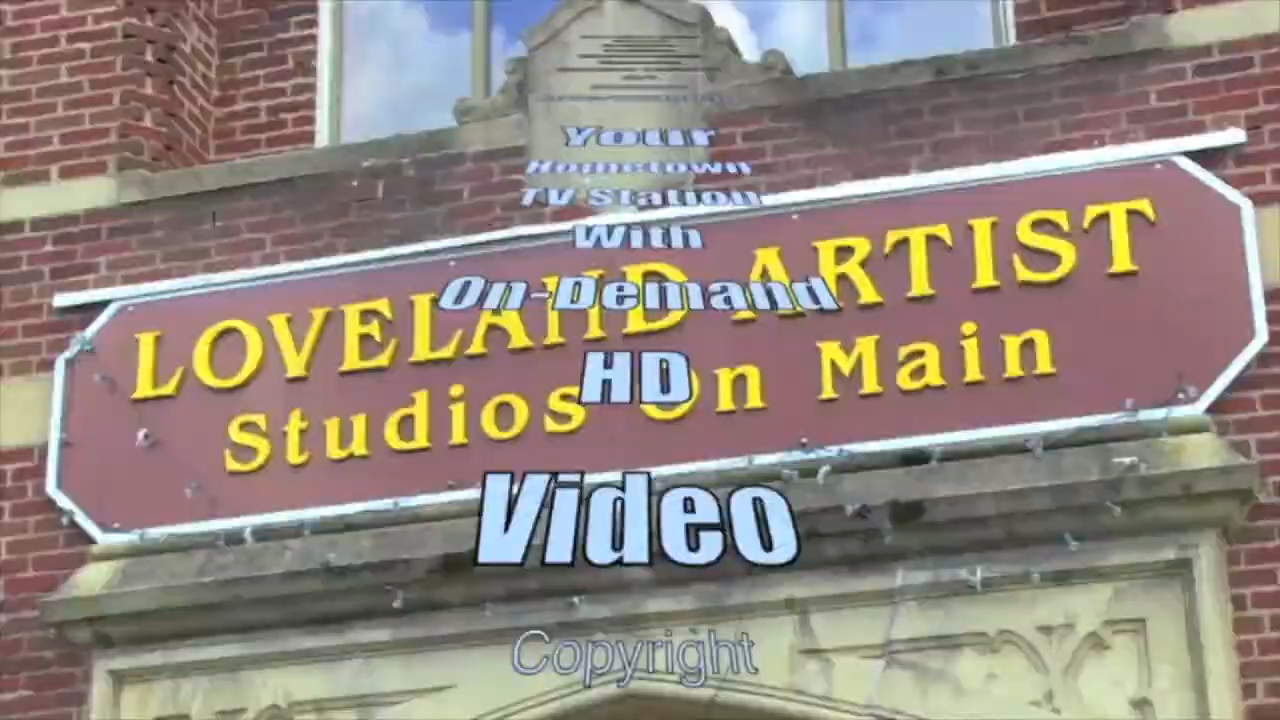 Your
Hometown
TV Station
With
On-Demand
HD
Video
LOVELAND ARTIST
Studios On Main
Copyright